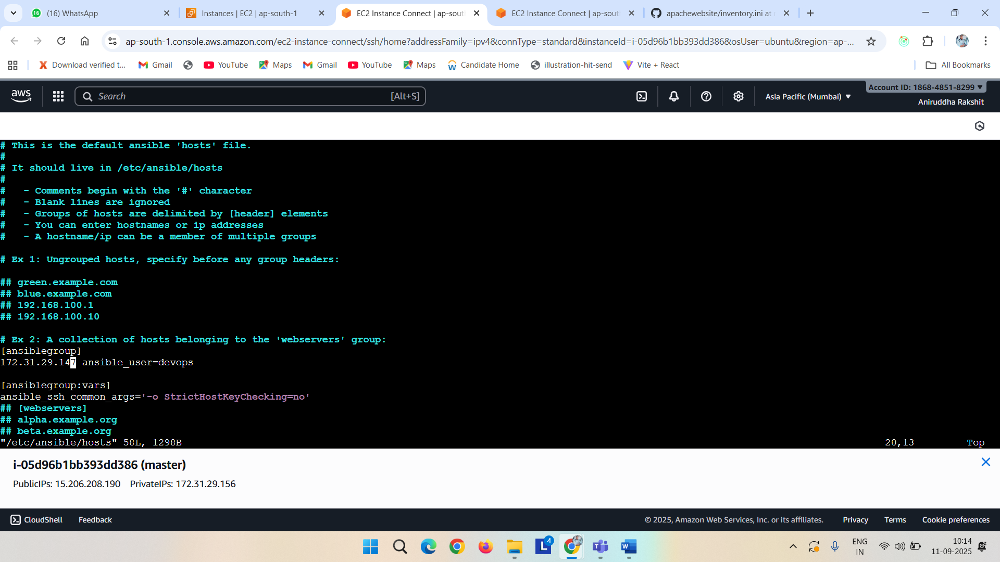 (16) WhatsApp
Instances | EC2 | ap-south-1
EC2 Instance Connect | ap-sout
EC2 Instance Connect | ap-sout
apachewebsite/inventory.ini at
ap-south-1.console.aws.amazon.com/ec2-instance-connect/ssh/home?addressFamily=ipv4&connType=standard&instanceId=i-05d96b1bb393dd386&osUser=ubuntu&region=ap-...
Download verified t...
Gmail
YouTube
Maps
Gmail
YouTube
Maps
Candidate Home
illustration-hit-send
Vite + React
All Bookmarks
aws
Search
[Alt+S]
Asia Pacific (Mumbai)
Account ID: 1868-4851-8299
Aniruddha Rakshit
# This is the default ansible 'hosts' file.
#
# It should live in /etc/ansible/hosts
#
#   - Comments begin with the '#' character
#   - Blank lines are ignored
#   - Groups of hosts are delimited by [header] elements
#   - You can enter hostnames or ip addresses
#   - A hostname/ip can be a member of multiple groups
# Ex 1: Ungrouped hosts, specify before any group headers:
## green.example.com
## blue.example.com
## 192.168.100.1
## 192.168.100.10
# Ex 2: A collection of hosts belonging to the 'webservers' group:
[ansiblegroup]
172.31.29.147 ansible_user=devops
[ansiblegroup:vars]
ansible_ssh_common_args='-o StrictHostKeyChecking=no'
## [webservers]
## alpha.example.org
## beta.example.org
"/etc/ansible/hosts" 58L, 1298B
20,13
Top
i-05d96b1bb393dd386 (master)
PublicIPs: 15.206.208.190 PrivateIPs: 172.31.29.156
CloudShell
Feedback
© 2025, Amazon Web Services, Inc. or its affiliates.
Privacy
Terms
Cookie preferences
L
4
W
ENG
IN
10:14
11-09-2025